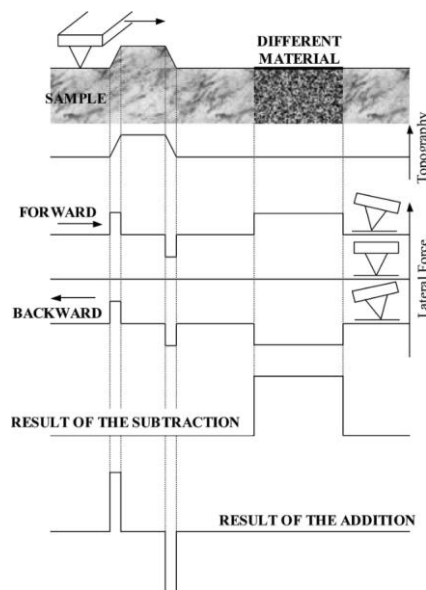 DIFFERENT
MATERIAL
SAMPLE
Topography
FORWARD
Lateral Force
BACKWARD
RESULT OF THE SUBTRACTION
RESULT OF THE ADDITION